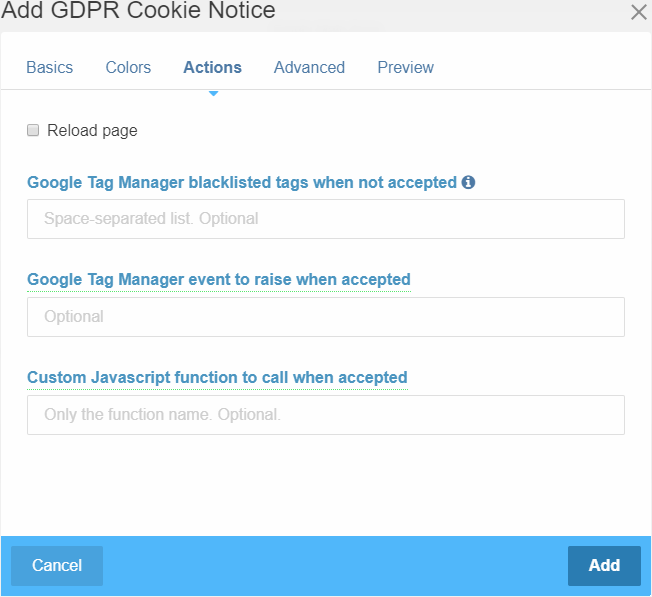 Add GDPR Cookie Notice
Basics Colors Actions Advanced Preview
Reload page
Google Tag Manager blacklisted tags when not accepted
Space-separated list. Optional
Google Tag Manager event to raise when accepted
Optional
Custom Javascript function to call when accepted
Only the function name. Optional.
Cancel Add